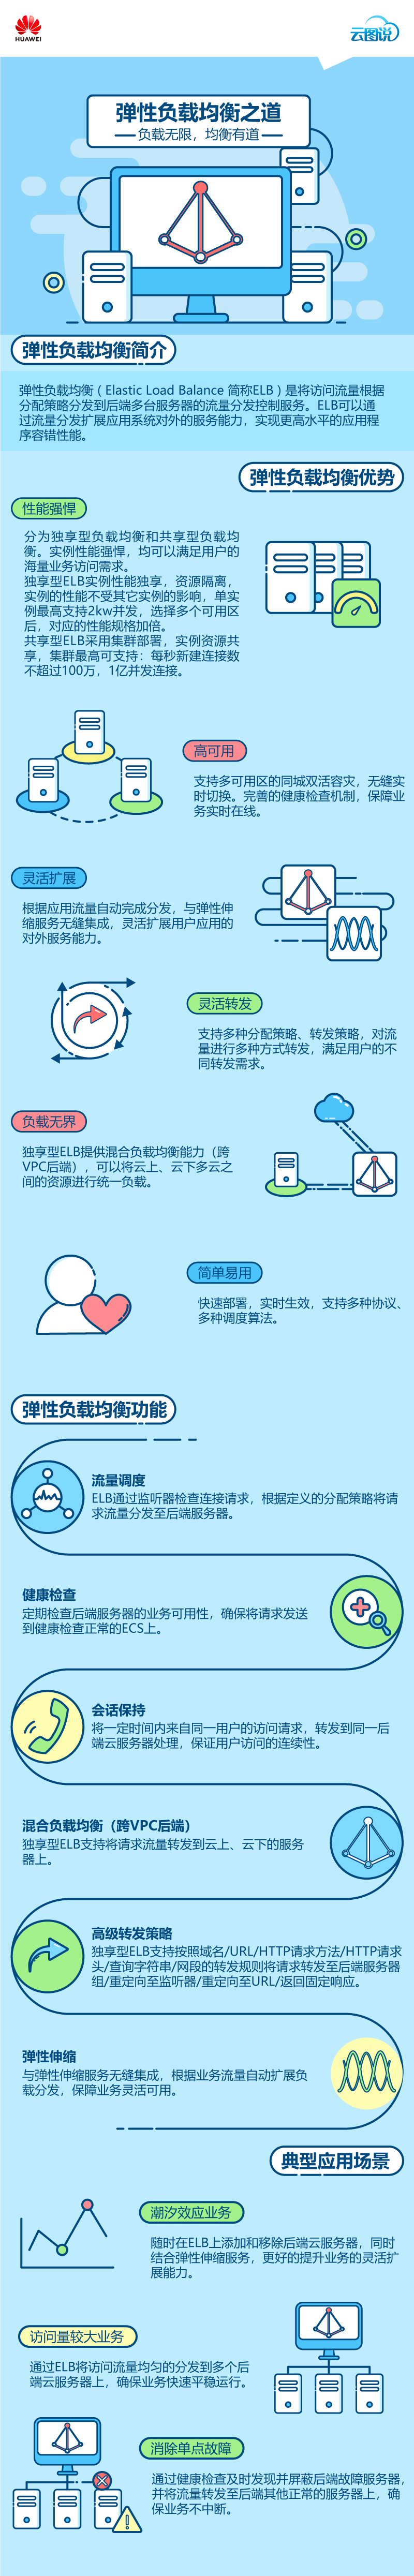 HUAWEI
云图说
弹性负载均衡之道
负载无限，均衡有道
弹性负载均衡简介
弹性负载均衡（Elastic Load Balance 简称ELB）是将访问流量根据
分配策略分发到后端多台服务器的流量分发控制服务。ELB可以通
过流量分发扩展应用系统对外的服务能力，实现更高水平的应用程
序容错性能。
弹性负载均衡优势
性能强悍
分为独享型负载均衡和共享型负载均
衡。实例性能强悍，均可以满足用户的
海量业务访问需求。
独享型ELB实例性能独享，资源隔离，
实例的性能不受其它实例的影响，单实
例最高支持2kw并发，选择多个可用区
后，对应的性能规格加倍。
共享型ELB采用集群部署，实例资源共
享，集群最高可支持：每秒新建连接数
不超过100万，1亿并发连接。
高可用
支持多可用区的同城双活容灾，无缝实
时切换。完善的健康检查机制，保障业
务实时在线。
灵活扩展
根据应用流量自动完成分发，与弹性伸
缩服务无缝集成，灵活扩展用户应用的
对外服务能力。
灵活转发
支持多种分配策略、转发策略，对流
量进行多种方式转发，满足用户的不
同转发需求。
负载无界
独享型ELB提供混合负载均衡能力（跨
VPC后端），可以将云上、云下多云之
间的资源进行统一负载。
简单易用
快速部署，实时生效，支持多种协议、
多种调度算法。
弹性负载均衡功能
流量调度
ELB通过监听器检查连接请求，根据定义的分配策略将请
求流量分发至后端服务器。
健康检查
定期检查后端服务器的业务可用性，确保将请求发送
到健康检查正常的ECS上。
会话保持
将一定时间内来自同一用户的访问请求，转发到同一后
端云服务器处理，保证用户访问的连续性。
混合负载均衡（跨VPC后端）
独享型ELB支持将请求流量转发到云上、云下的服务
器上。
高级转发策略
独享型ELB支持按照域名/URL/HTTP请求方法/HTTP请求
头/查询字符串/网段的转发规则将请求转发至后端服务器
组/重定向至监听器/重定向至URL/返回固定响应。
弹性伸缩
与弹性伸缩服务无缝集成，根据业务流量自动扩展负
载分发，保障业务灵活可用。
典型应用场景
潮汐效应业务
随时在ELB上添加和移除后端云服务器，同时
结合弹性伸缩服务，更好的提升业务的灵活扩
展能力。
访问量较大业务
通过ELB将访问流量均匀的分发到多个后
端云服务器上，确保业务快速平稳运行。
消除单点故障
通过健康检查及时发现并屏蔽后端故障服务器，
并将流量转发至后端其他正常的服务器上，确
保业务不中断。